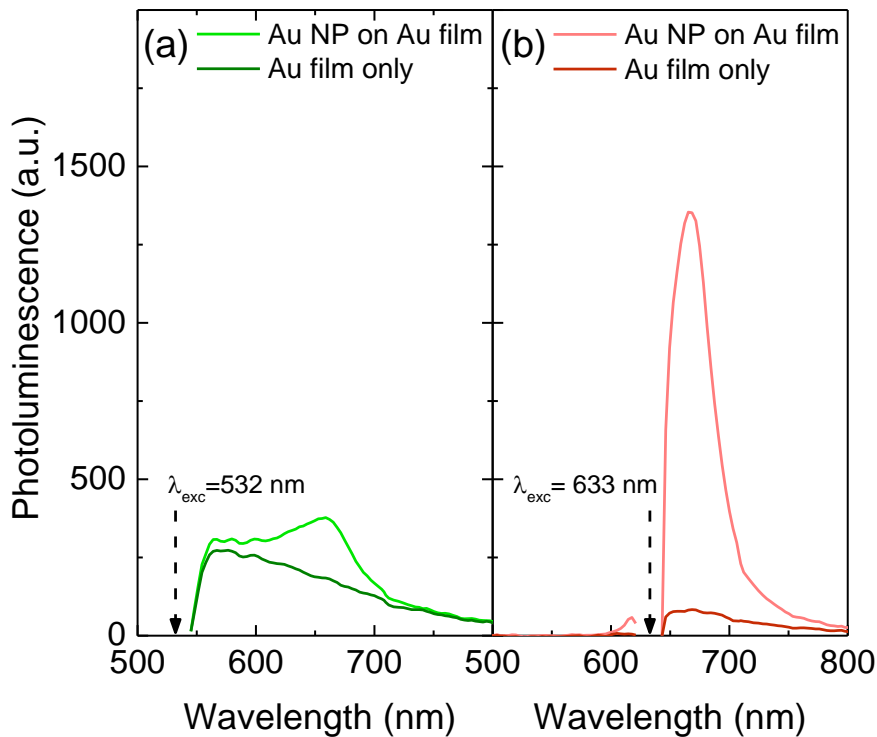 (a)
Au NP on Au film
Au film only
(b)
Au NP on Au film
Au film only
Photoluminescence (a.u.)
1500
1000
500
0
λexc=532 nm
λexc= 633 nm
500
600
700
500
600
700
800
Wavelength (nm)
Wavelength (nm)